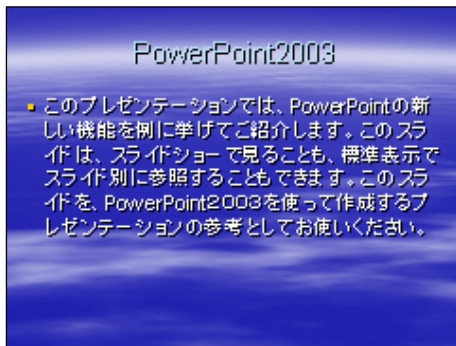 PowerPoint2003
このプレゼンテーションでは、PowerPointの新
しい機能を例に挙げてご紹介します。このスラ
イドは、スライドショーで見ることも、標準表示で
スライド別に参照することもできます。このスラ
イドを、PowerPoint2003を使って作成するプ
レゼンテーションの参考としてお使いください。